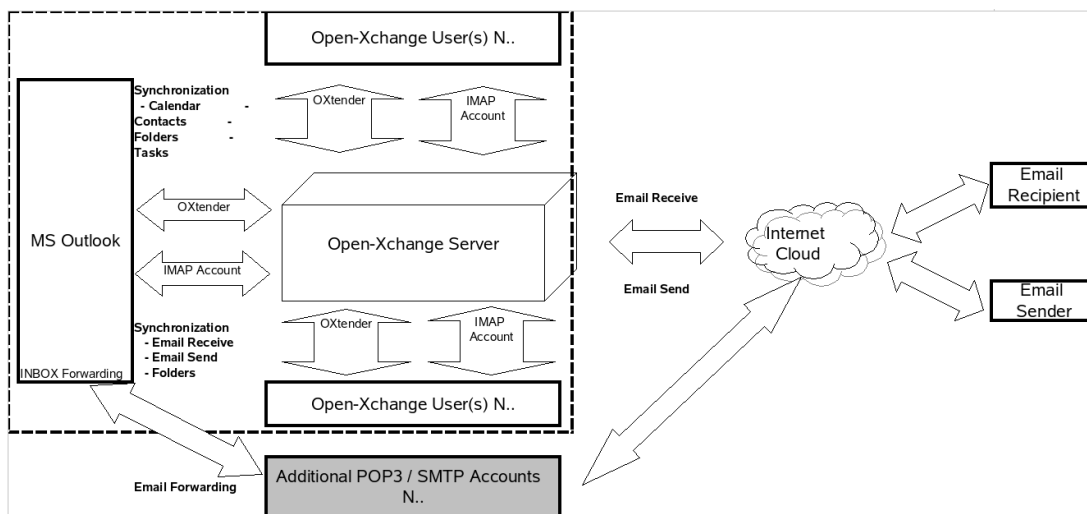 Open-Xchange User(s) N..
Synchronization
- Calendar -
Contacts -
Folders -
Tasks
OXtender
IMAP
Account
MS Outlook
OXtender
IMAP Account
Open-Xchange Server
Email Receive
Email Send
Internet
Cloud
Email
Recipient
Email
Sender
Synchronization
- Email Receive
- Email Send
- Folders
INBOX Forwarding
OXtender
IMAP
Account
Open-Xchange User(s) N..
Email Forwarding
Additional POP3 / SMTP Accounts
N..